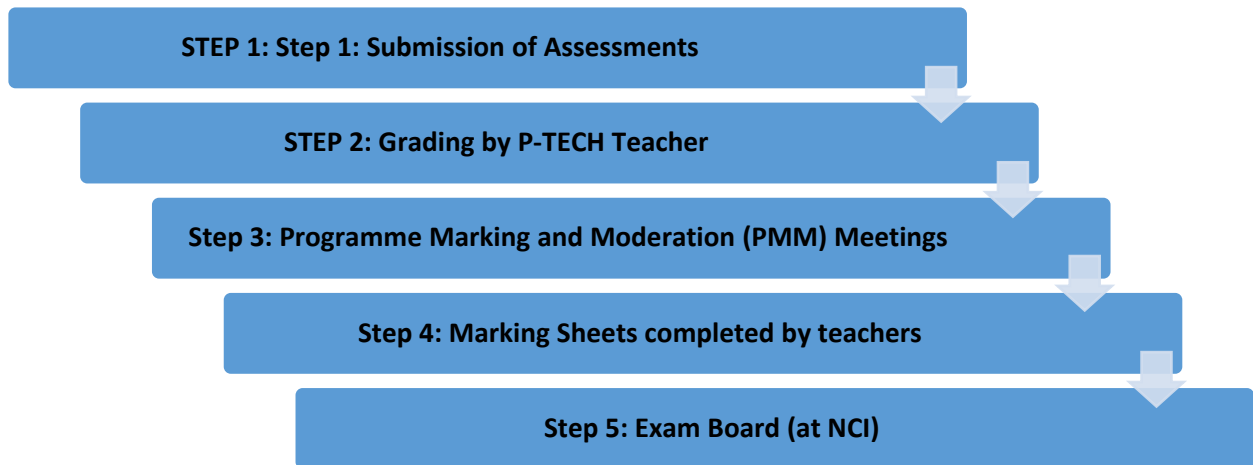 STEP 1: Step 1: Submission of Assessments
STEP 2: Grading by P-TECH Teacher
Step 3: Programme Marking and Moderation (PMM) Meetings
Step 4: Marking Sheets completed by teachers
Step 5: Exam Board (at NCI)